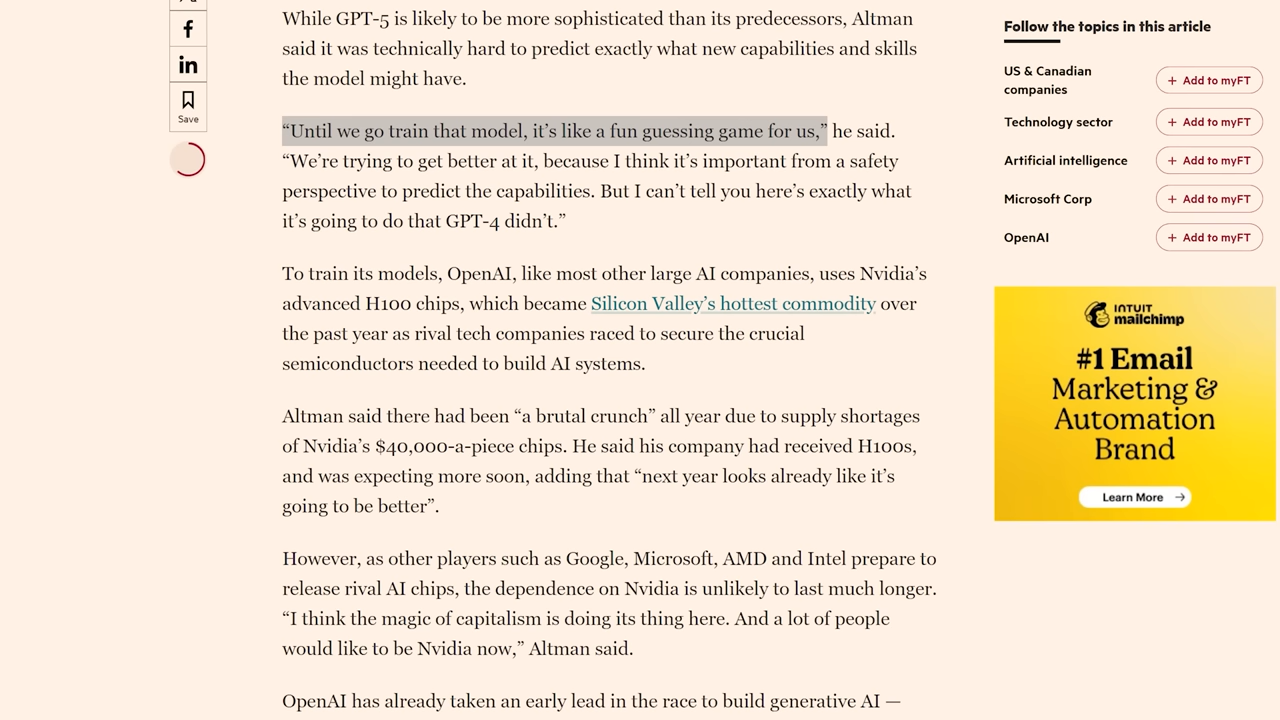 While GPT-5 is likely to be more sophisticated than its predecessors, Altman
said it was technically hard to predict exactly what new capabilities and skills
the model might have.
“Until we go train that model, it’s like a fun guessing game for us,” he said.
“We’re trying to get better at it, because I think it’s important from a safety
perspective to predict the capabilities. But I can’t tell you here’s exactly what
it’s going to do that GPT-4 didn’t.”
To train its models, OpenAI, like most other large AI companies, uses Nvidia’s
advanced H100 chips, which became Silicon Valley’s hottest commodity over
the past year as rival tech companies raced to secure the crucial
semiconductors needed to build AI systems.
Altman said there had been “a brutal crunch” all year due to supply shortages
of Nvidia’s $40,000-a-piece chips. He said his company had received H100s,
and was expecting more soon, adding that “next year looks already like it’s
going to be better”.
However, as other players such as Google, Microsoft, AMD and Intel prepare to
release rival AI chips, the dependence on Nvidia is unlikely to last much longer.
“I think the magic of capitalism is doing its thing here. And a lot of people
would like to be Nvidia now,” Altman said.
OpenAI has already taken an early lead in the race to build generative AI —
f
in
Save
Follow the topics in this article
US & Canadian
companies
+ Add to myFT
Technology sector
+ Add to myFT
Artificial intelligence
+ Add to myFT
Microsoft Corp
+ Add to myFT
OpenAI
+ Add to myFT
INTUIT
mailchimp
#1 Email
Marketing &
Automation
Brand
Learn More →